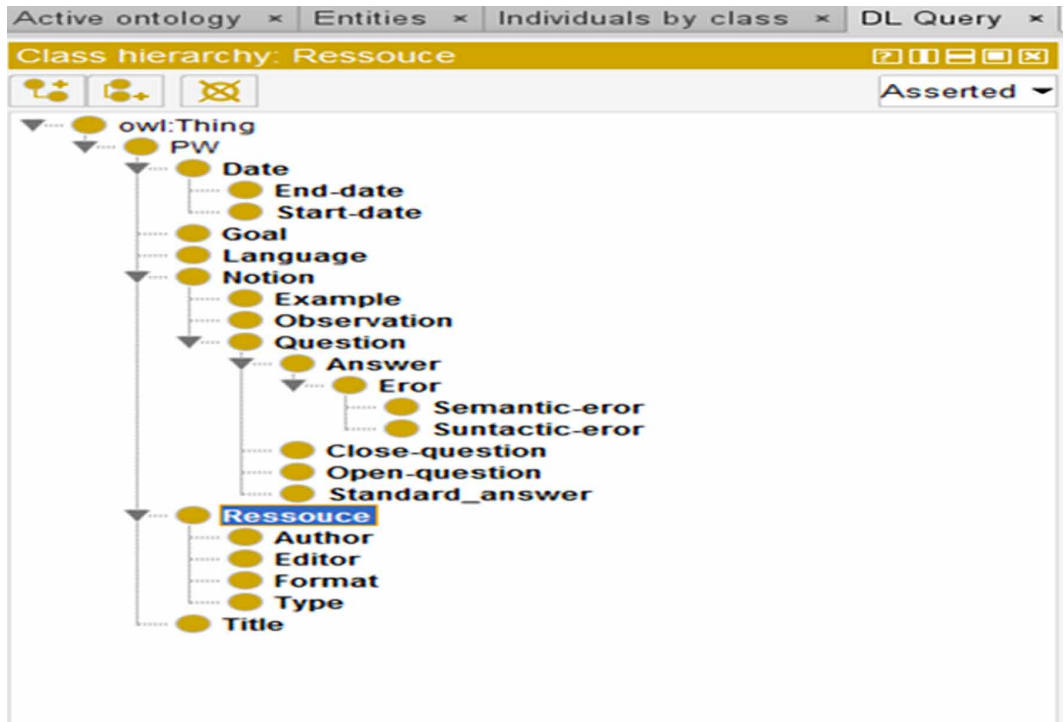 Active ontology × Entities × Individuals by class × DL Query ×
Class hierarchy: Ressouce
Asserted
owl:Thing
PW
Date
End-date
Start-date
Goal
Language
Notion
Example
Observation
Question
Answer
Eror
Semantic-eror
Suntactic-eror
Close-question
Open-question
Standard_answer
Ressouce
Author
Editor
Format
Type
Title